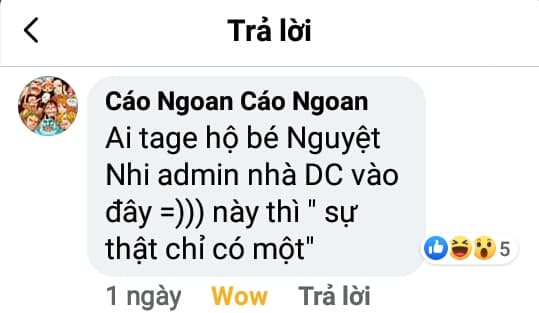 Trả lời
Cáo Ngoan Cáo Ngoan
Ai tage hộ bé Nguyệt
Nhi admin nhà DC vào
đây =))) này thì " sự
thật chỉ có một"
5
1 ngày Wow Trả lời